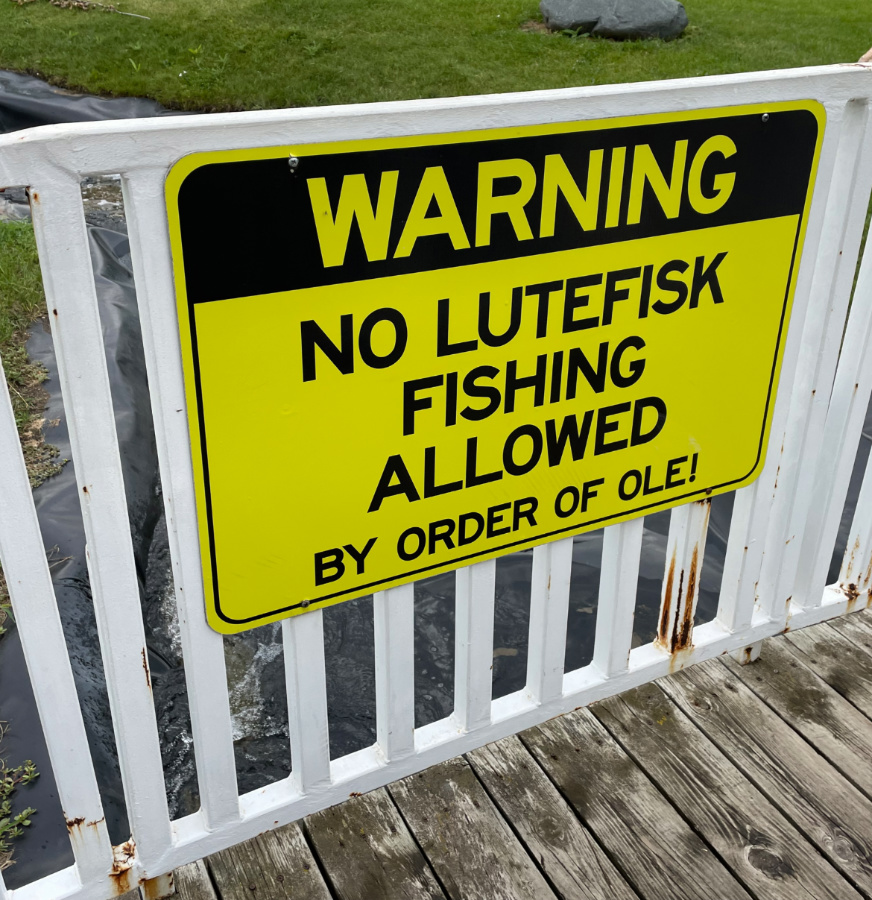 WARNING
NO LUTEFISK
FISHING
ALLOWED
BY ORDER OF OLE!